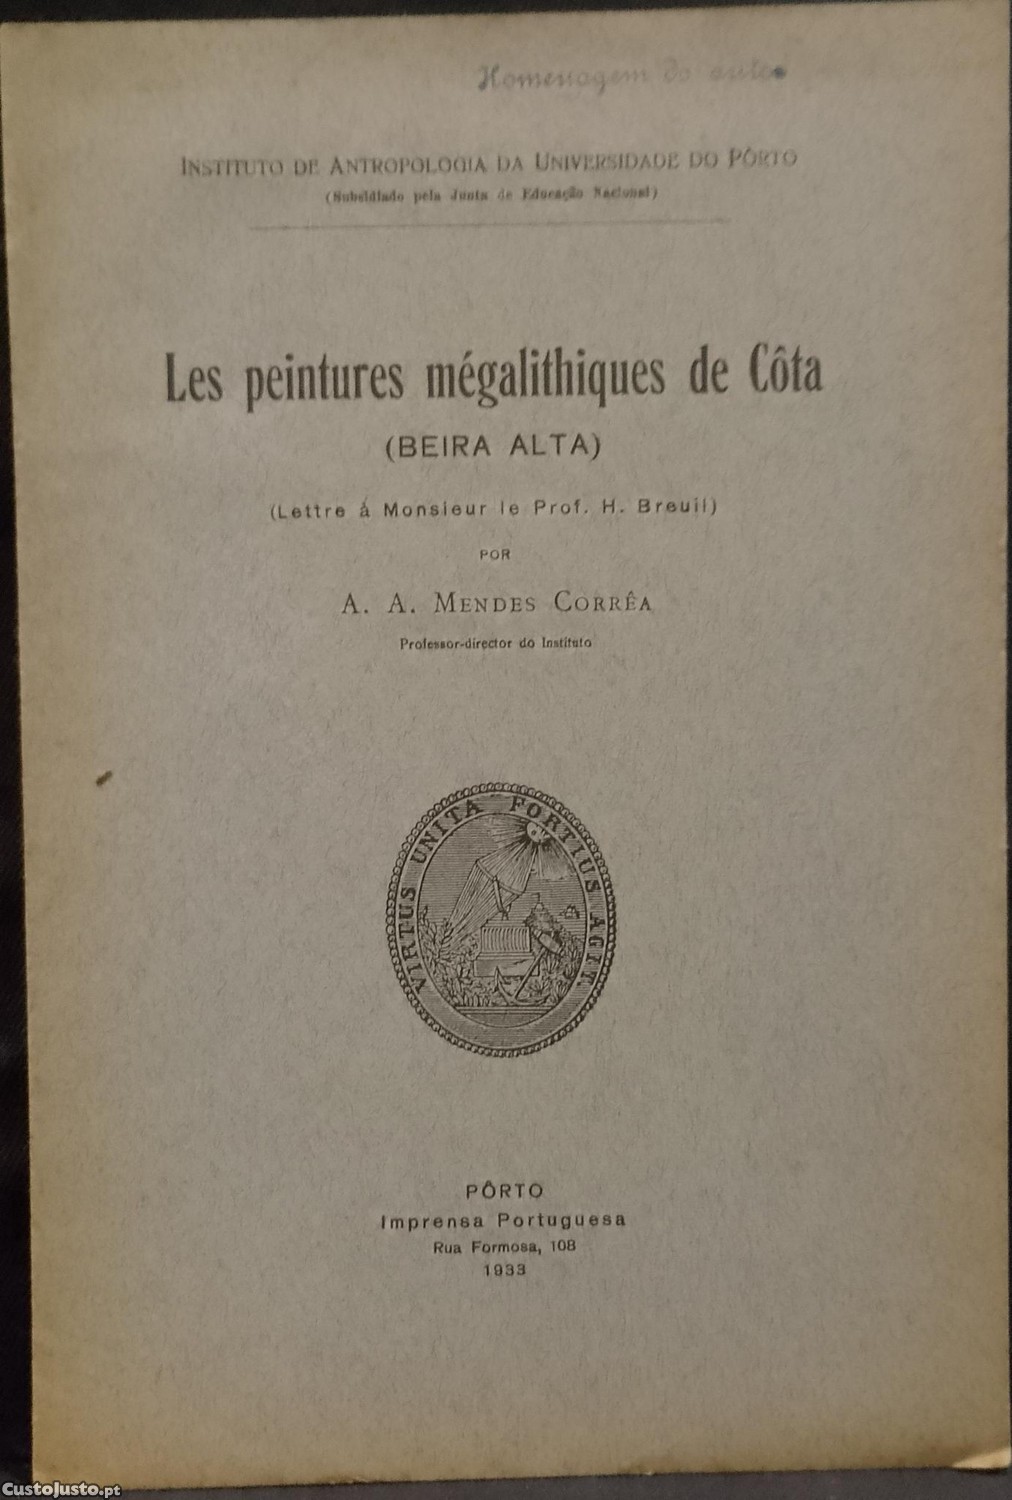 Homenagem do autor
INSTITUTO DE ANTROPOLOGIA DA UNIVERSIDADE DO PÔRTO
(Subsidiado pela Junta de Educação Nacional)
Les peintures mégalithiques de Côta
(BEIRA ALTA)
(Lettre á Monsieur le Prof. H. Breuil)
POR
A. A. MENDES CORRÊA
Professor-director do Instituto
VIRTUS UNITA FORTIUS AGIT
PÔRTO
Imprensa Portuguesa
Rua Formosa, 108
1933
CustoJusto.pt